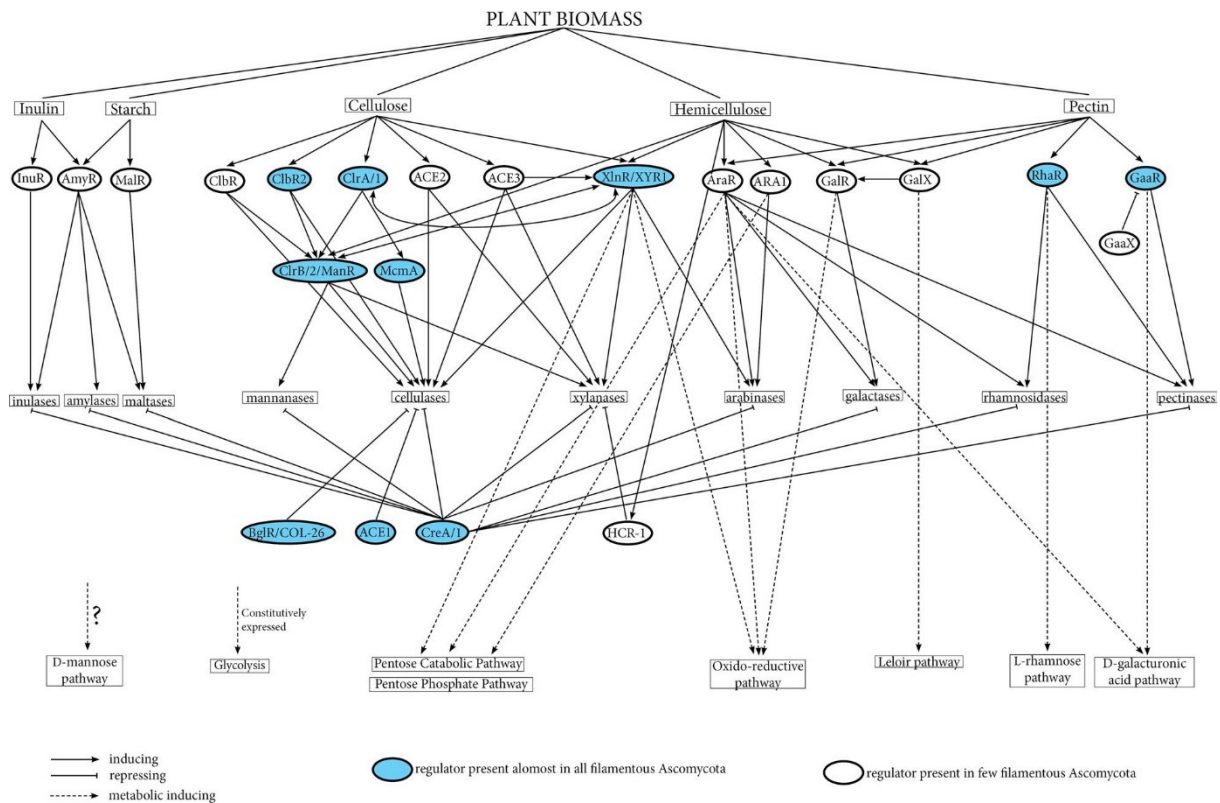 PLANT BIOMASS
Inulin Starch Cellulose Hemicellulose Pectin
InuR AmyR MalR ClbR ClbR2 ClrA/1 ACE2 ACE3 XlnR/XYR1 AraR ARA1 GalR GalX RhaR GaaR
GaaX
ClrB/2/ManR McmA
inulases amylases maltases mannanases cellulases xylanases arabinases galactases rhamnosidases pectinases
BglR/COL-26 ACE1 CreA/1 HCR-1
?
Constitutively
expressed
D-mannose
pathway
Glycolysis
Pentose Catabolic Pathway
Pentose Phosphate Pathway
Oxido-reductive
pathway
Leloir pathway
L-rhamnose
pathway
D-galacturonic
acid pathway
inducing
repressing
metabolic inducing
regulator present alomost in all filamentous Ascomycota
regulator present in few filamentous Ascomycota